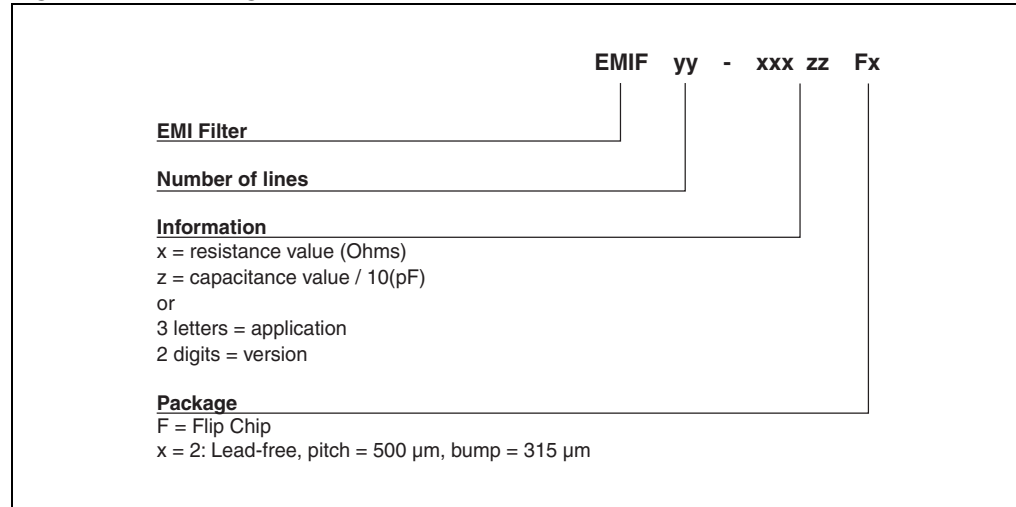 EMIF yy - xxx zz Fx
EMI Filter
Number of lines
Information
x = resistance value (Ohms)
z = capacitance value / 10(pF)
or
3 letters = application
2 digits = version
Package
F = Flip Chip
x = 2: Lead-free, pitch = 500 µm, bump = 315 µm